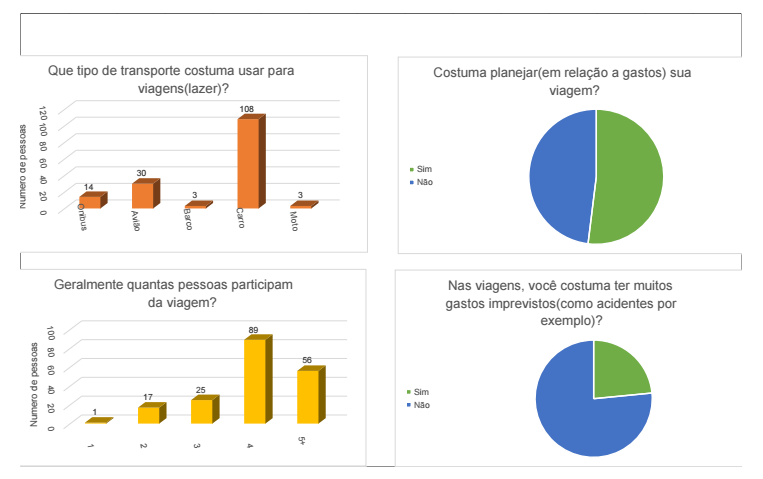 Que tipo de transporte costuma usar para
viagens(lazer)?
Numero de pessoas
120
100
80
60
40
20
0
14
30
3
108
3
Ônibus
Avião
Barco
Carro
Moto
Costuma planejar(em relação a gastos) sua
viagem?
Sim
Não
Geralmente quantas pessoas participam
da viagem?
Numero de pessoas
100
80
60
40
20
0
1
17
25
89
56
1
2
3
4
5+
Nas viagens, você costuma ter muitos
gastos imprevistos(como acidentes por
exemplo)?
Sim
Não